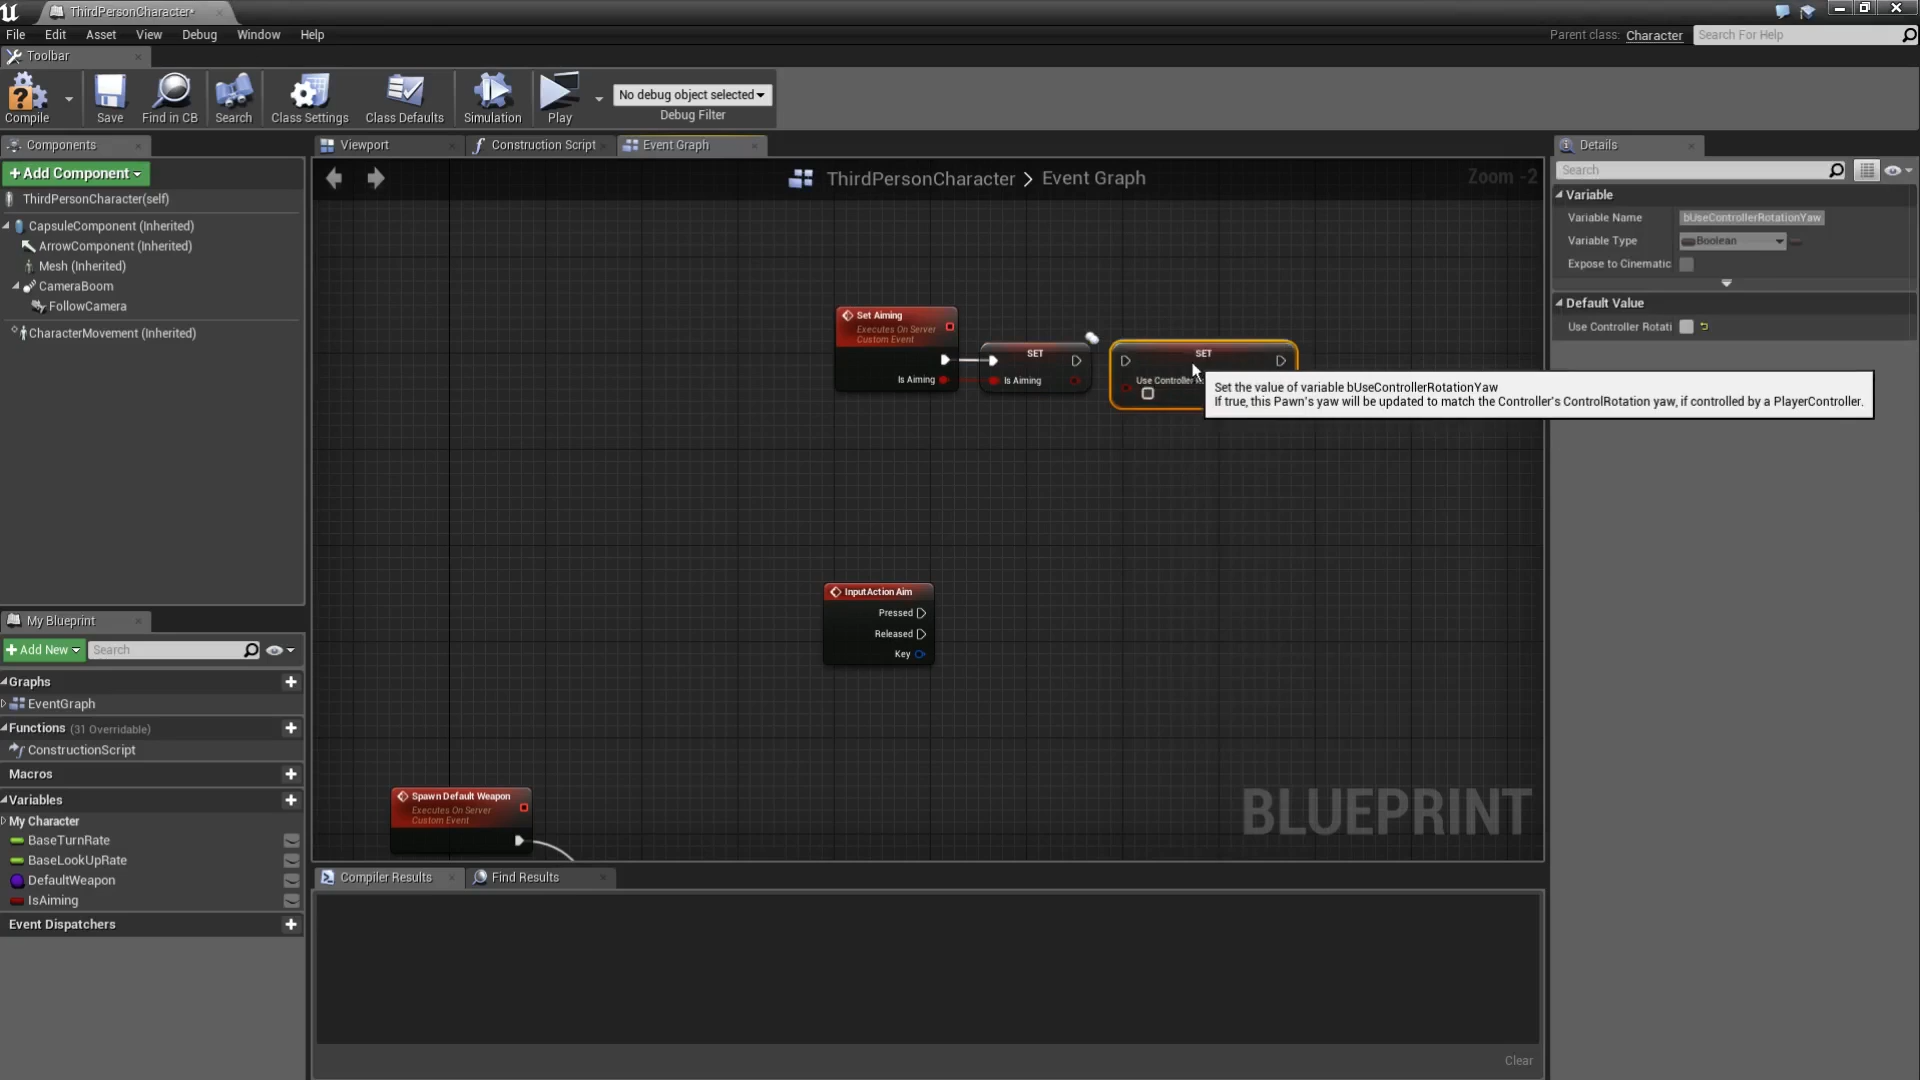 ThirdPersonCharacter*
File Edit Asset View Debug Window Help
Parent class: Character
Search For Help
Toolbar
Compile
Save
Find in CB
Search
Class Settings
Class Defaults
Simulation
Play
No debug object selected
Debug Filter
Components
+Add Component
ThirdPersonCharacter(self)
CapsuleComponent (Inherited)
ArrowComponent (Inherited)
Mesh (Inherited)
CameraBoom
FollowCamera
CharacterMovement (Inherited)
My Blueprint
+Add New
Search
Graphs
EventGraph
Functions (31 Overridable)
ConstructionScript
Macros
Variables
My Character
BaseTurnRate
BaseLookUpRate
DefaultWeapon
IsAiming
Event Dispatchers
Viewport
Construction Script
Event Graph
ThirdPersonCharacter > Event Graph
Zoom -2
Set Aiming
Executes On Server
Custom Event
Is Aiming
SET
Is Aiming
SET
Use Controller
Set the value of variable bUseControllerRotationYaw
If true, this Pawn's yaw will be updated to match the Controller's ControlRotation yaw, if controlled by a PlayerController.
InputAction Aim
Pressed
Released
Key
Spawn Default Weapon
Executes On Server
Custom Event
BLUEPRINT
Compiler Results
Find Results
Clear
Details
Search
Variable
Variable Name bUseControllerRotationYaw
Variable Type Boolean
Expose to Cinematic
Default Value
Use Controller Rotati